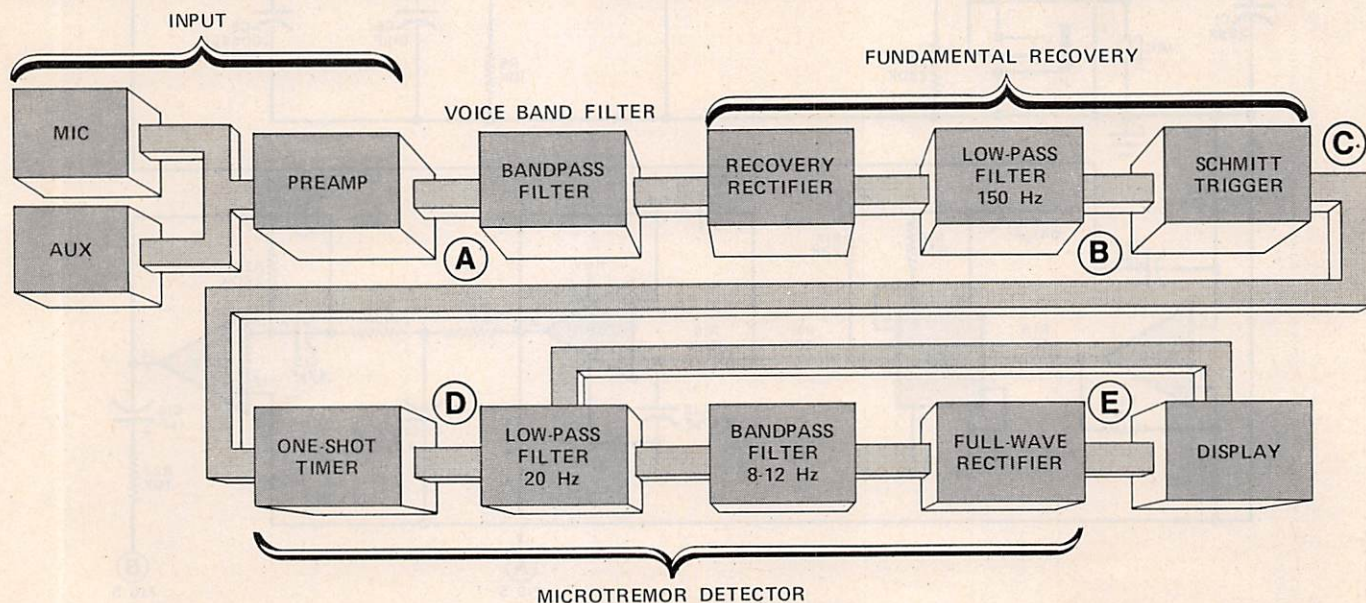 INPUT
MIC
AUX
PREAMP
A
VOICE BAND FILTER
BANDPASS
FILTER
FUNDAMENTAL RECOVERY
RECOVERY
RECTIFIER
LOW-PASS
FILTER
150 Hz
B
SCHMITT
TRIGGER
C
ONE-SHOT
TIMER
D
LOW-PASS
FILTER
20 Hz
BANDPASS
FILTER
8-12 Hz
FULL-WAVE
RECTIFIER
E
DISPLAY
MICROTREMOR DETECTOR